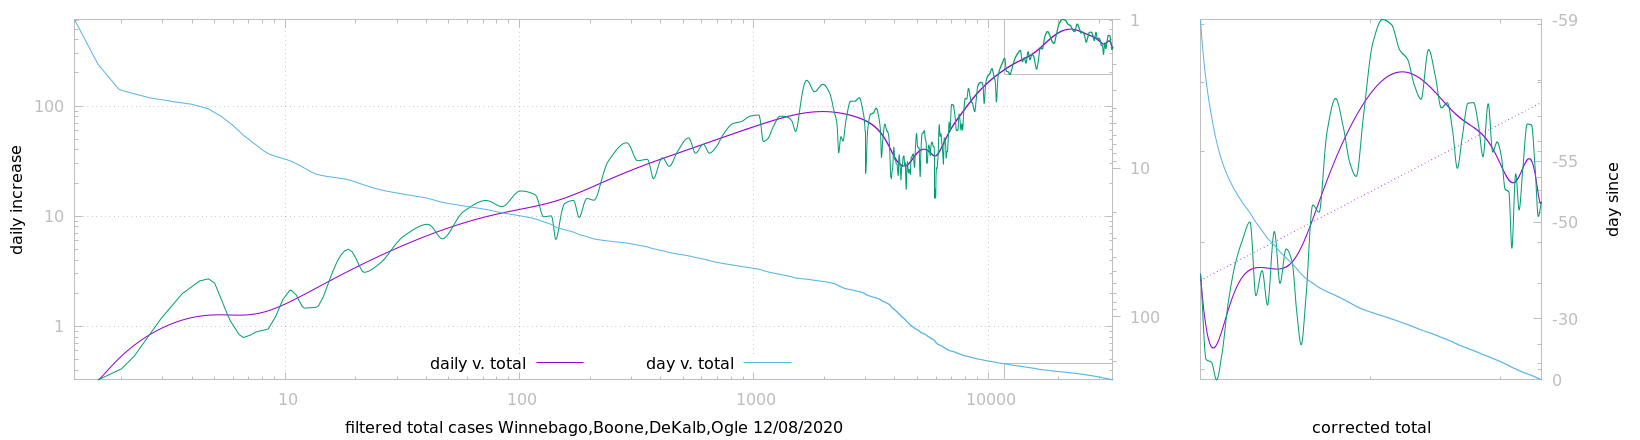 daily increase
100
10
1
10
100
1000
10000
1
10
100
daily v. total
day v. total
filtered total cases Winnebago,Boone,DeKalb,Ogle 12/08/2020
-59
-55
-50
-30
0
day since
corrected total